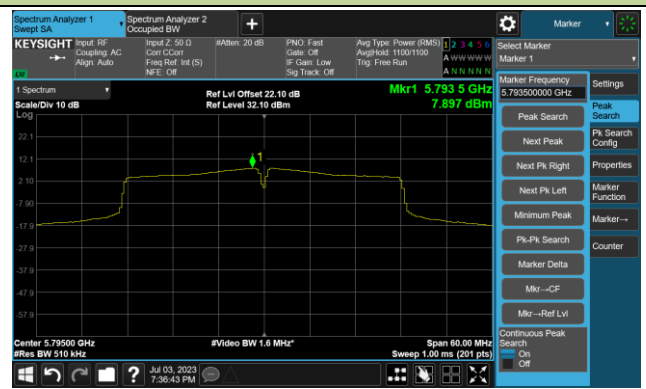 Spectrum Analyzer 1
Swept SA
Spectrum Analyzer 2
Occupied BW
Marker
KEYSIGHT
Input: RF
Coupling: AC
Align: Auto
Input Z: 50 Ω
Corr CCorr
Freq Ref: Int (S)
NFE: Off
#Atten: 20 dB
PNO: Fast
Gate: Off
IF Gain: Low
Sig Track: Off
Avg Type: Power (RMS)
Avg|Hold: 1100/1100
Trig: Free Run
1 2 3 4 5 6
A W W W W W
A N N N N N
Select Marker
Marker 1
1 Spectrum
Scale/Div 10 dB
Log
Ref Lvl Offset 22.10 dB
Ref Level 32.10 dBm
Mkr1 5.793 5 GHz
7.897 dBm
22.1
12.1
2.10
-7.90
-17.9
-27.9
-37.9
-47.9
-57.9
1
Center 5.79500 GHz
#Res BW 510 kHz
#Video BW 1.6 MHz*
Span 60.00 MHz
Sweep 1.00 ms (201 pts)
Marker Frequency
5.793500000 GHz
Peak Search
Next Peak
Next Pk Right
Next Pk Left
Minimum Peak
Pk-Pk Search
Marker Delta
Mkr→CF
Mkr→Ref Lvl
Continuous Peak
Search
On
Off
Settings
Peak
Search
Pk Search
Config
Properties
Marker
Function
Marker→
Counter
Jul 03, 2023
7:36:43 PM